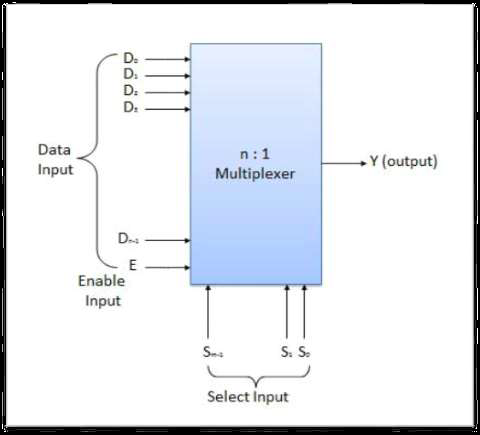 D₀
D₁
D₂
D₃
Data
Input
n : 1
Multiplexer
Y (output)
Dₙ₋₁
E
Enable
Input
Sₘ₋₁
S₁ S₀
Select Input